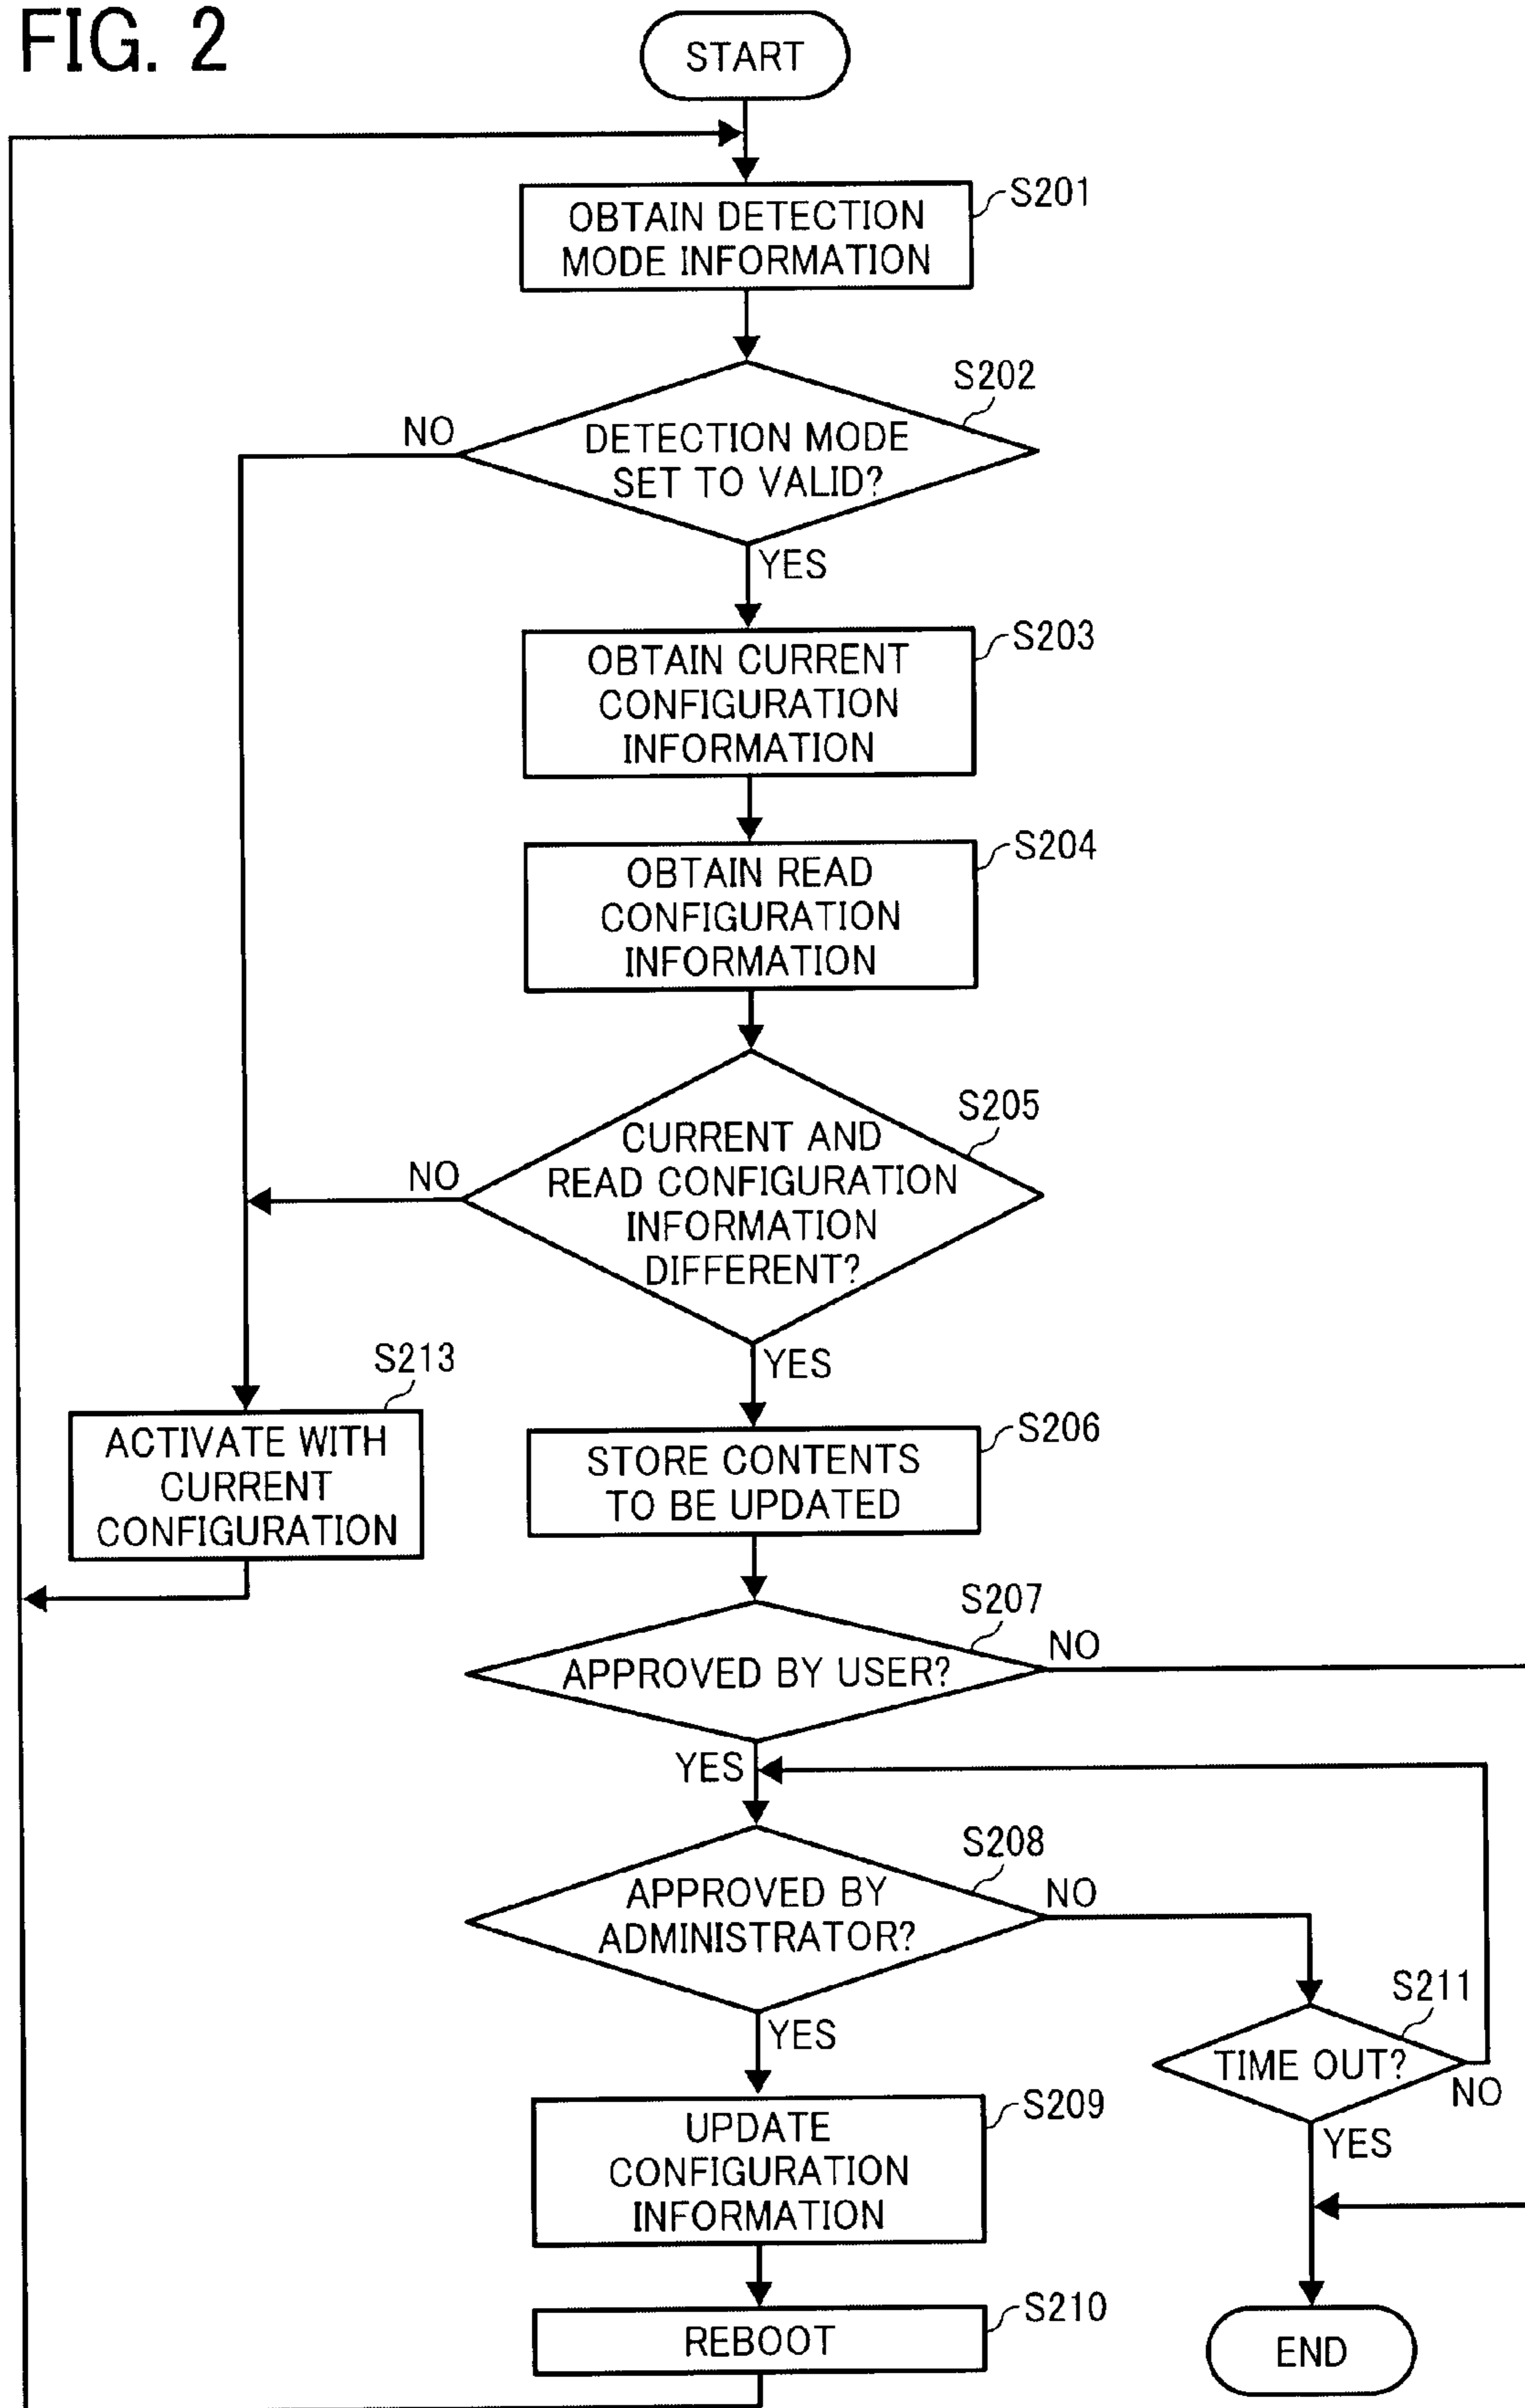 FIG. 2
START
OBTAIN DETECTION
MODE INFORMATION
S201
S202
NO
DETECTION MODE
SET TO VALID?
YES
S203
OBTAIN CURRENT
CONFIGURATION
INFORMATION
S204
OBTAIN READ
CONFIGURATION
INFORMATION
S205
NO
CURRENT AND
READ CONFIGURATION
INFORMATION
DIFFERENT?
YES
S213
ACTIVATE WITH
CURRENT
CONFIGURATION
S206
STORE CONTENTS
TO BE UPDATED
S207
NO
APPROVED BY USER?
YES
S208
NO
APPROVED BY
ADMINISTRATOR?
YES
S211
TIME OUT?
NO
YES
S209
UPDATE
CONFIGURATION
INFORMATION
S210
REBOOT
END